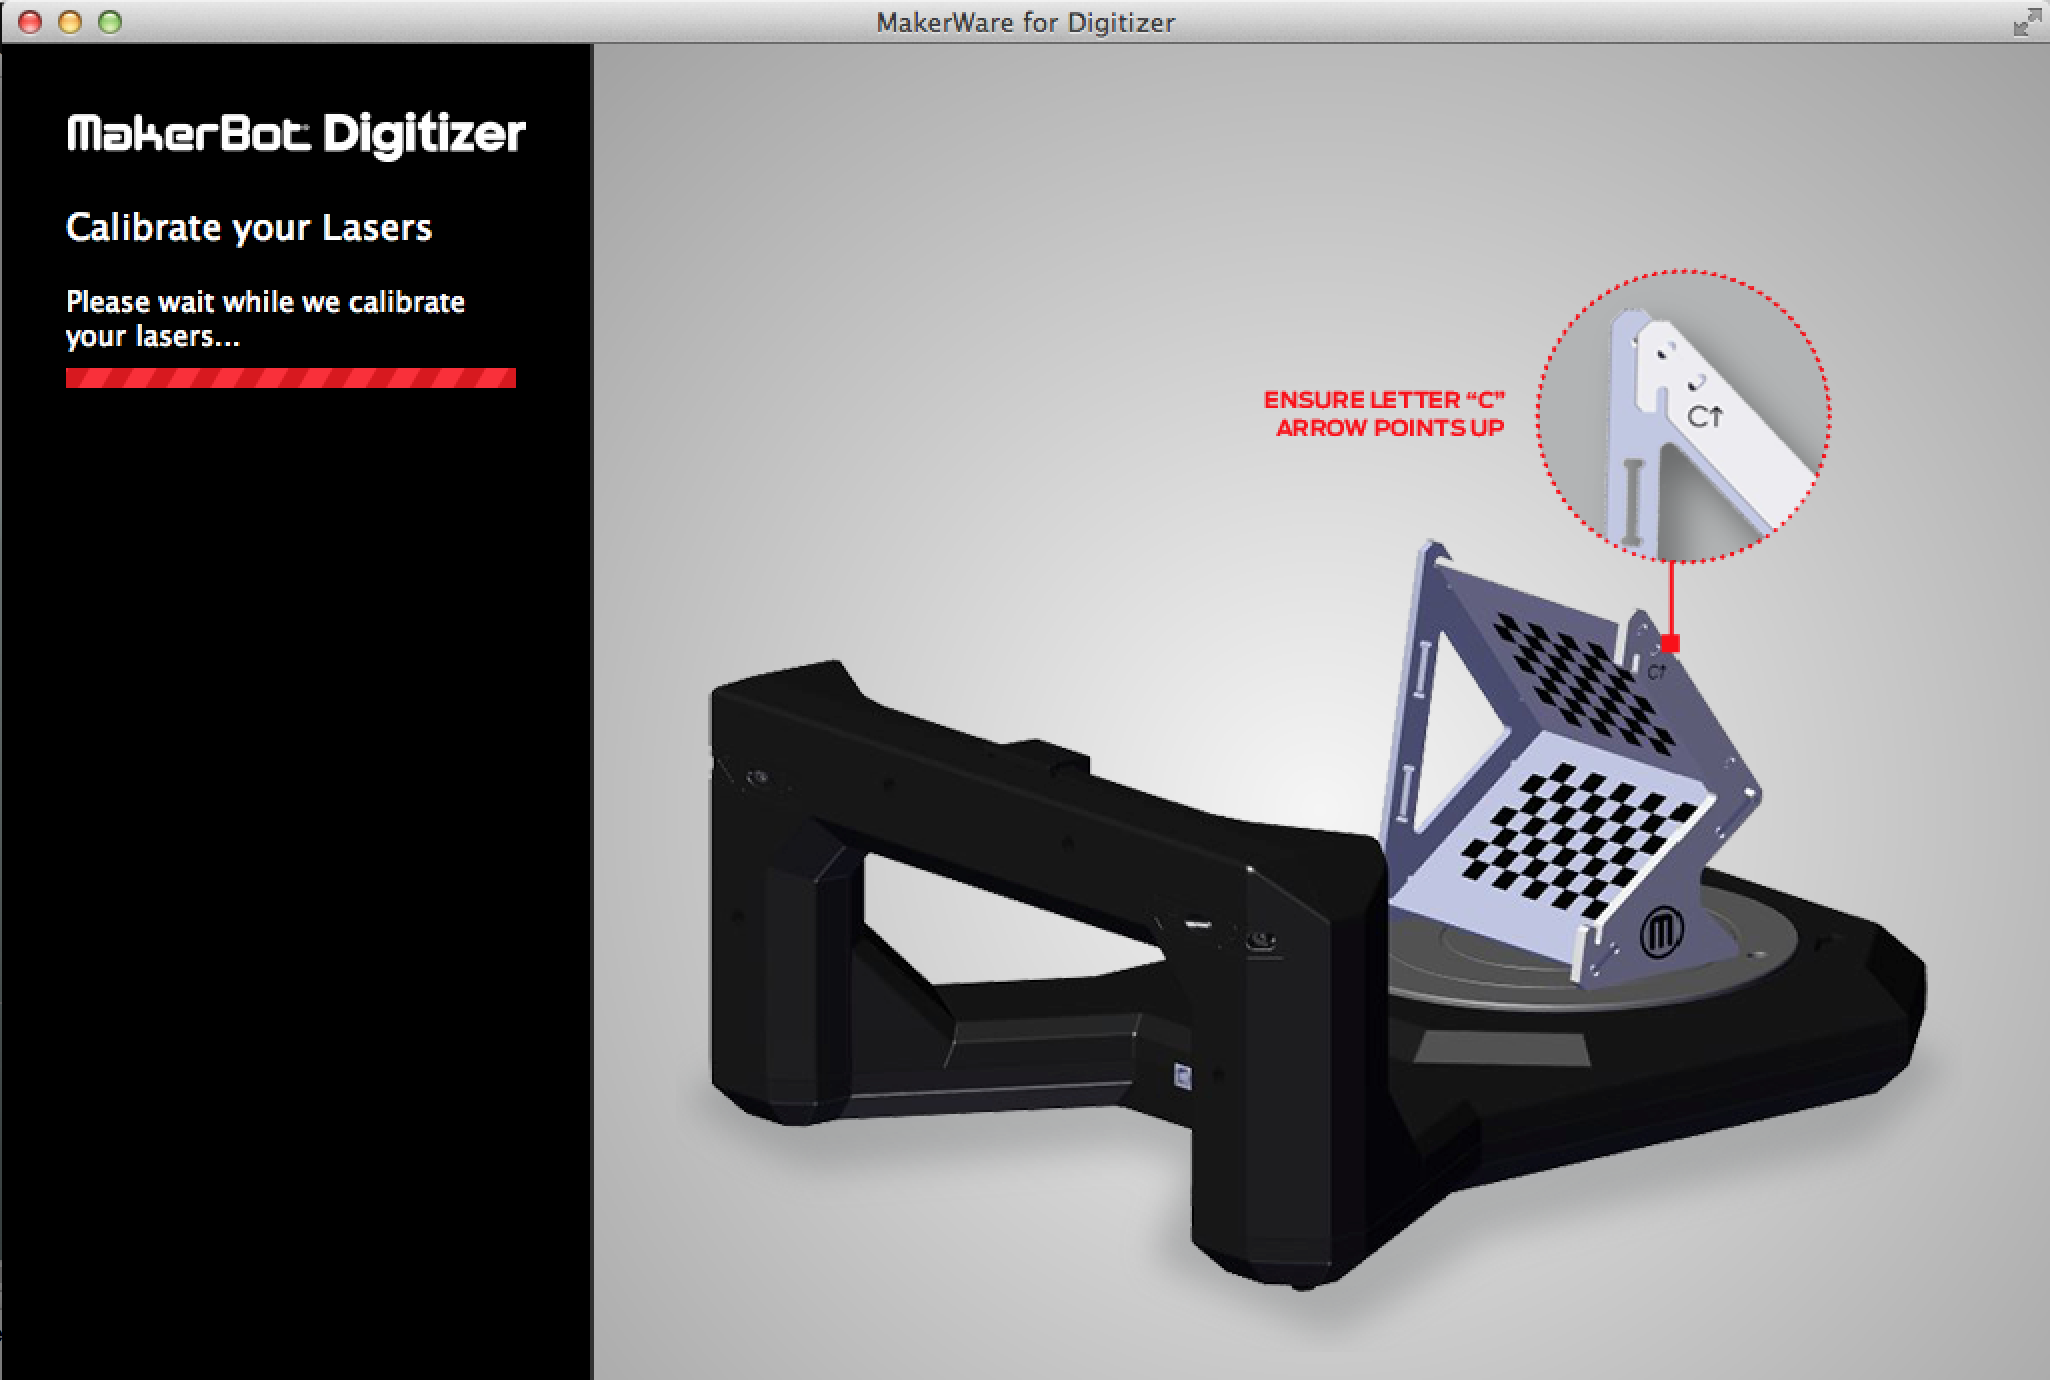 MakerWare for Digitizer
MakerBot Digitizer
Calibrate your Lasers
Please wait while we calibrate
your lasers...
ENSURE LETTER “C”
ARROW POINTS UP
C↑
C↑
M